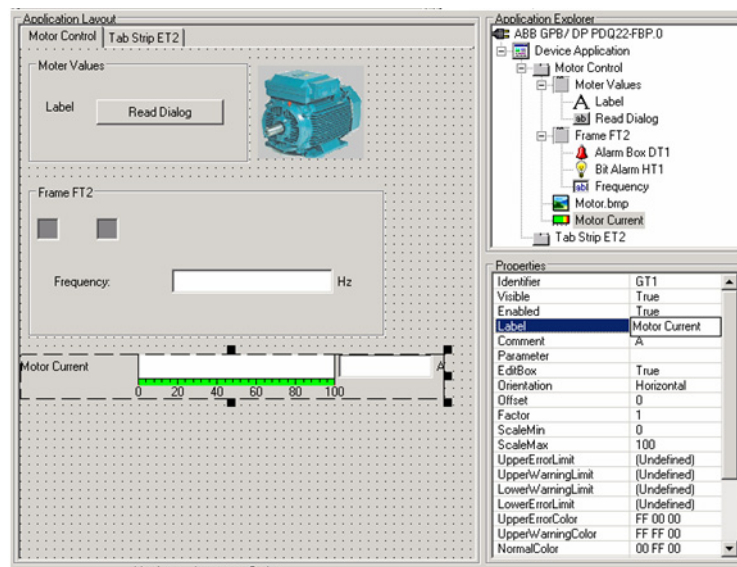 Application Layout
Motor Control Tab Strip ET2
Moter Values
Label Read Dialog
Frame FT2
Frequency: Hz
Motor Current A
0 20 40 60 80 100
Application Explorer
ABB GPB/ DP PDQ22-FBP.0
Device Application
Motor Control
Moter Values
A Label
ab Read Dialog
Frame FT2
Alarm Box DT1
Bit Alarm HT1
abl Frequency
Motor.bmp
Motor Current
Tab Strip ET2
Properties
Identifier GT1
Visible True
Enabled True
Label Motor Current
Comment A
Parameter
EditBox True
Orientation Horizontal
Offset 0
Factor 1
ScaleMin 0
ScaleMax 100
UpperErrorLimit (Undefined)
UpperWarningLimit (Undefined)
LowerWarningLimit (Undefined)
LowerErrorLimit (Undefined)
UpperErrorColor FF 00 00
UpperWarningColor FF FF 00
NormalColor 00 FF 00